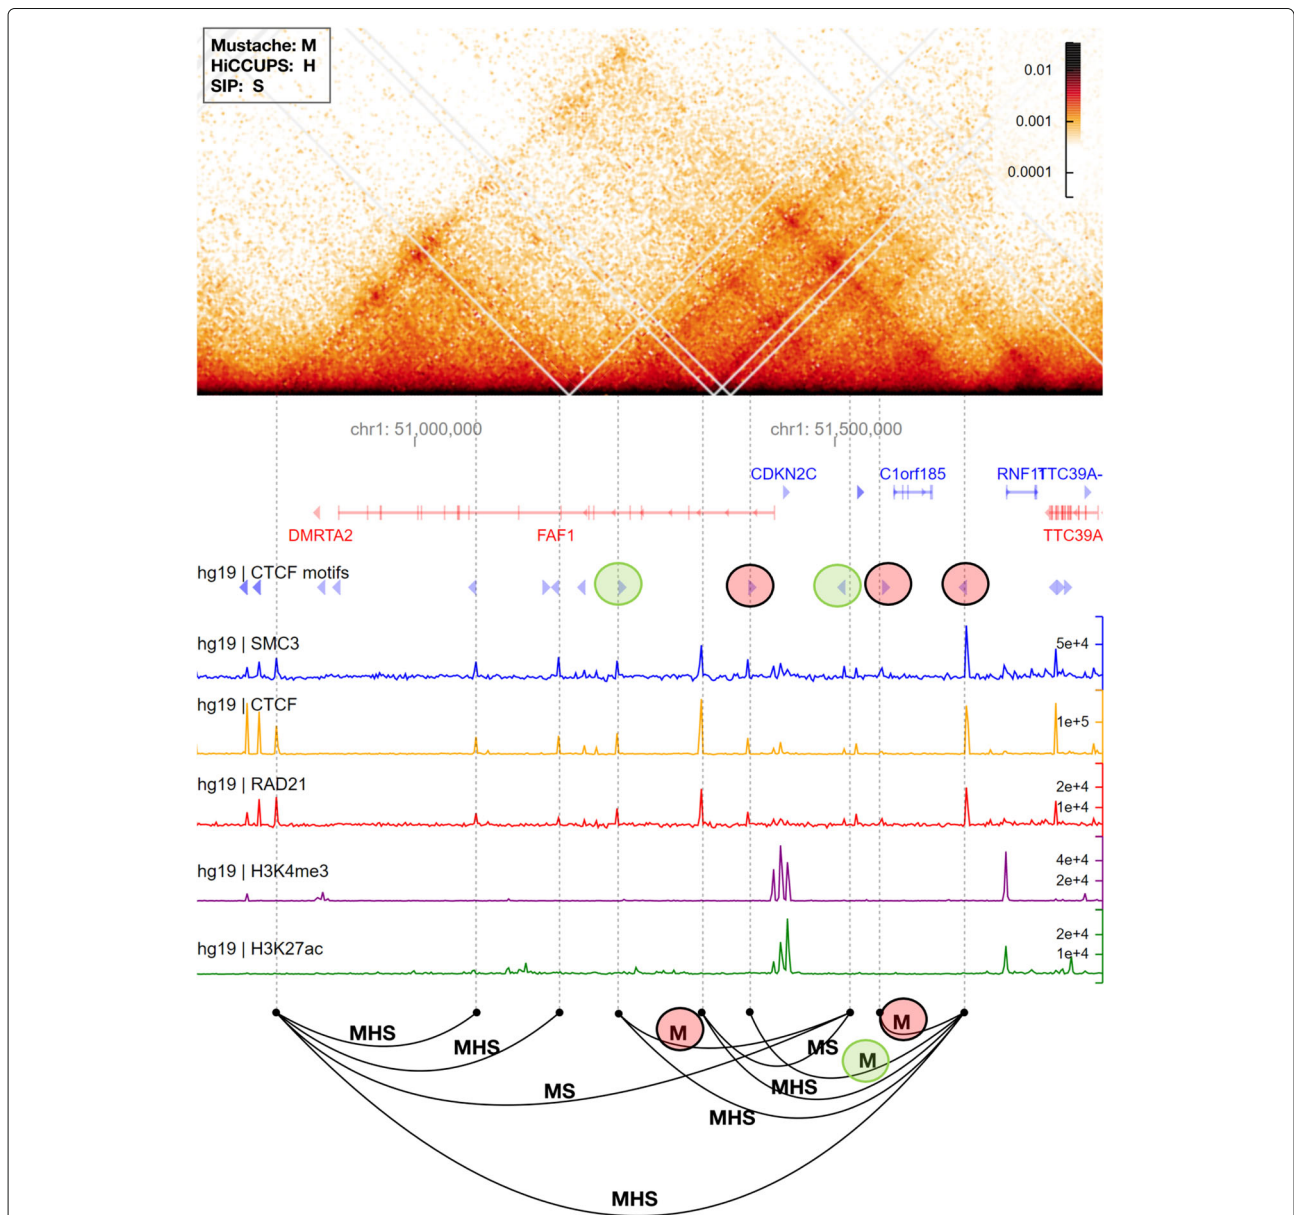 Mustache: M
HiCCUPS: H
SIP: S
0.01
0.001
0.0001
chr1: 51,000,000
chr1: 51,500,000
CDKN2C
C1orf185
RNF11
TTC39A-
DMRTA2
FAF1
TTC39A
hg19 | CTCF motifs
hg19 | SMC3
5e+4
hg19 | CTCF
1e+5
hg19 | RAD21
2e+4
1e+4
hg19 | H3K4me3
4e+4
2e+4
hg19 | H3K27ac
2e+4
1e+4
MHS
MHS
M
MS
M
M
MS
MHS
MHS
MHS